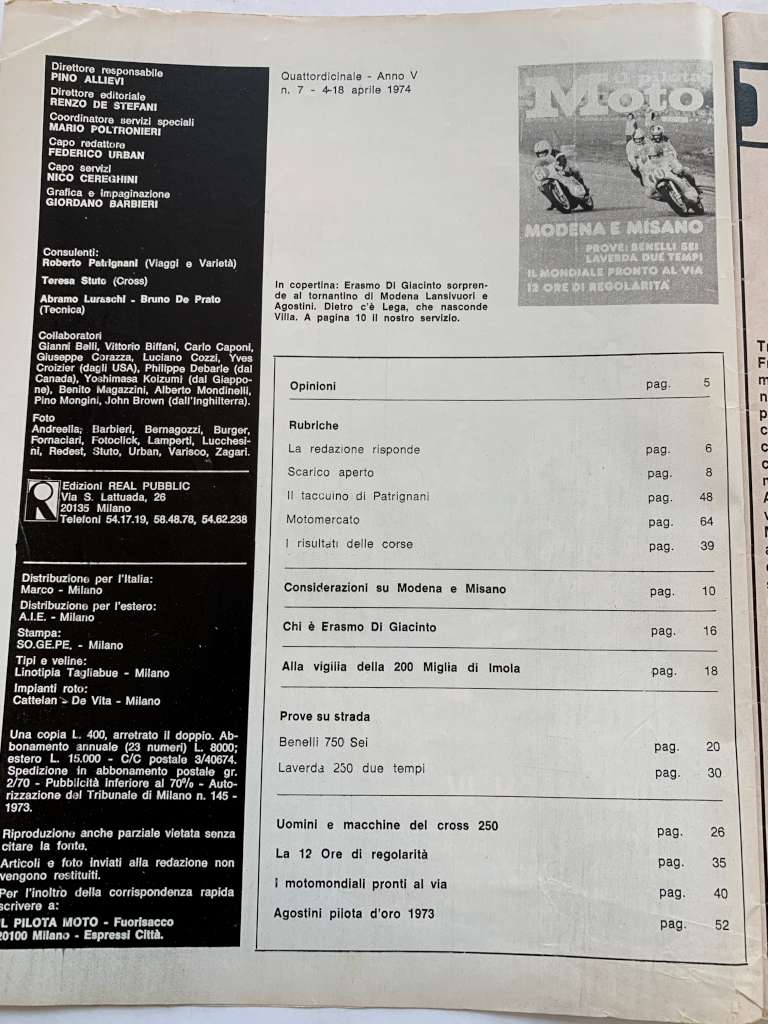 Direttore responsabile
PINO ALLIEVI
Direttore editoriale
RENZO DE STEFANI
Coordinatore servizi speciali
MARIO POLTRONIERI
Capo redattore
FEDERICO URBAN
Capo servizi
NICO CEREGHINI
Grafica e impaginazione
GIORDANO BARBIERI
Consulenti:
Roberto Patrignani (Viaggi e Varietà)
Teresa Stuto (Cross)
Abramo Luraschi - Bruno De Prato
(Tecnica)
Collaboratori
Gianni Belli, Vittorio Biffani, Carlo Caponi,
Giuseppe Corazza, Luciano Cozzi, Yves
Croizier (dagli USA), Philippe Debarle (dal
Canada), Yoshimasa Koizumi (dal Giappo-
ne), Benito Magazzini, Alberto Mondinelli,
Pino Mongini, John Brown (dall'Inghilterra).
Foto
Andreella, Barbieri, Bernagozzi, Burger,
Fornaciari, Fotoclick, Lamperti, Lucchesi-
ni, Redest, Stuto, Urban, Varisco, Zagari.
R
Edizioni REAL PUBBLIC
Via S. Lattuada, 26
20135 Milano
Telefoni 54.17.19, 58.48.78, 54.62.238
Distribuzione per l'Italia:
Marco - Milano
Distribuzione per l'estero:
A.I.E. - Milano
Stampa:
SO.GE.PE. - Milano
Tipi e veline:
Linotipia Tagliabue - Milano
Impianti roto:
Cattelan - De Vita - Milano
Una copia L. 400, arretrato il doppio. Ab-
bonamento annuale (23 numeri) L. 8000;
estero L. 15.000 - C/C postale 3/40674.
Spedizione in abbonamento postale gr.
2/70 - Pubblicità inferiore al 70% - Auto-
rizzazione del Tribunale di Milano n. 145 -
1973.
Riproduzione anche parziale vietata senza
citare la fonte.
Articoli e foto inviati alla redazione non
vengono restituiti.
Per l'inoltro della corrispondenza rapida
scrivere a:
IL PILOTA MOTO - Fuorisacco
20100 Milano - Espressi Città.
Quattordicinale - Anno V
n. 7 - 4-18 aprile 1974
il pilota
Moto
MODENA E MISANO
PROVE: BENELLI SEI
LAVERDA DUE TEMPI
IL MONDIALE PRONTO AL VIA
12 ORE DI REGOLARITÀ
In copertina: Erasmo Di Giacinto sorpren-
de al tornantino di Modena Lansivuori e
Agostini. Dietro c'è Lega, che nasconde
Villa. A pagina 10 il nostro servizio.
Opinioni pag. 5
Rubriche
La redazione risponde pag. 6
Scarico aperto pag. 8
Il taccuino di Patrignani pag. 48
Motomercato pag. 64
I risultati delle corse pag. 39
Considerazioni su Modena e Misano pag. 10
Chi è Erasmo Di Giacinto pag. 16
Alla vigilia della 200 Miglia di Imola pag. 18
Prove su strada
Benelli 750 Sei pag. 20
Laverda 250 due tempi pag. 30
Uomini e macchine del cross 250 pag. 26
La 12 Ore di regolarità pag. 35
I motomondiali pronti al via pag. 40
Agostini pilota d'oro 1973 pag. 52